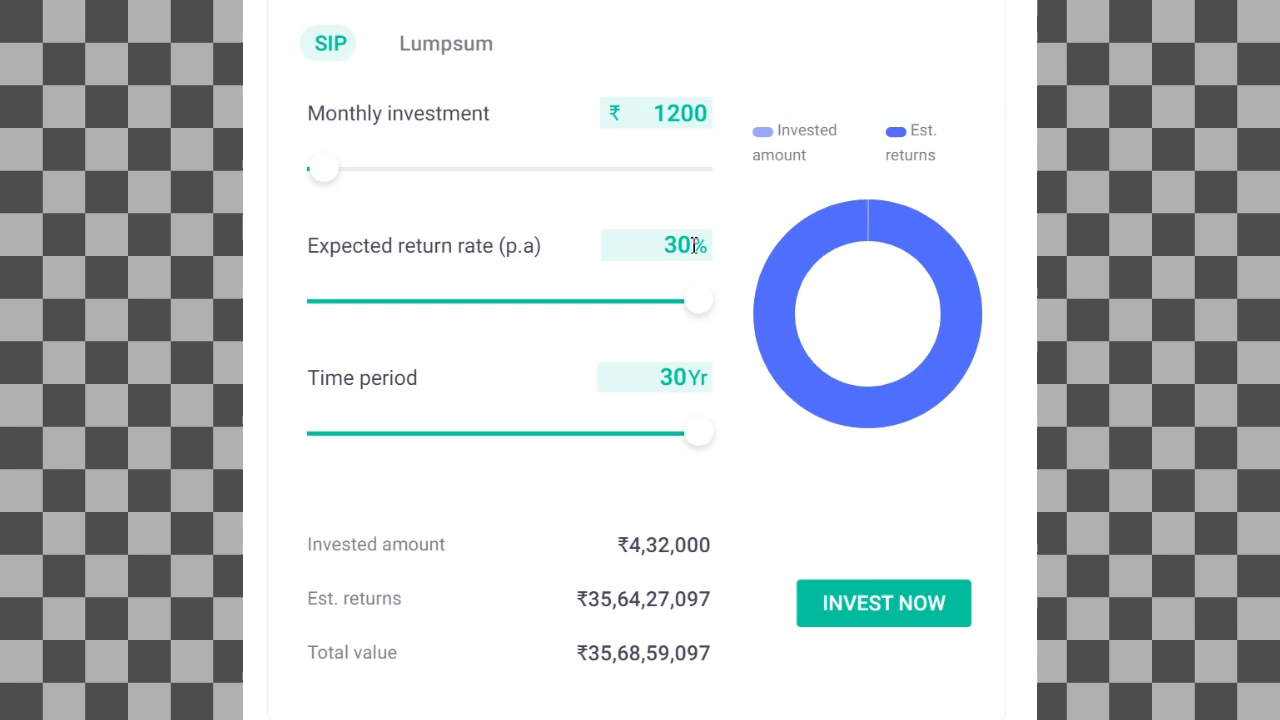 SIP Lumpsum
Monthly investment ₹ 1200
Invested amount
Est. returns
Expected return rate (p.a) 30%
Time period 30Yr
Invested amount ₹4,32,000
Est. returns ₹35,64,27,097
Total value ₹35,68,59,097
INVEST NOW